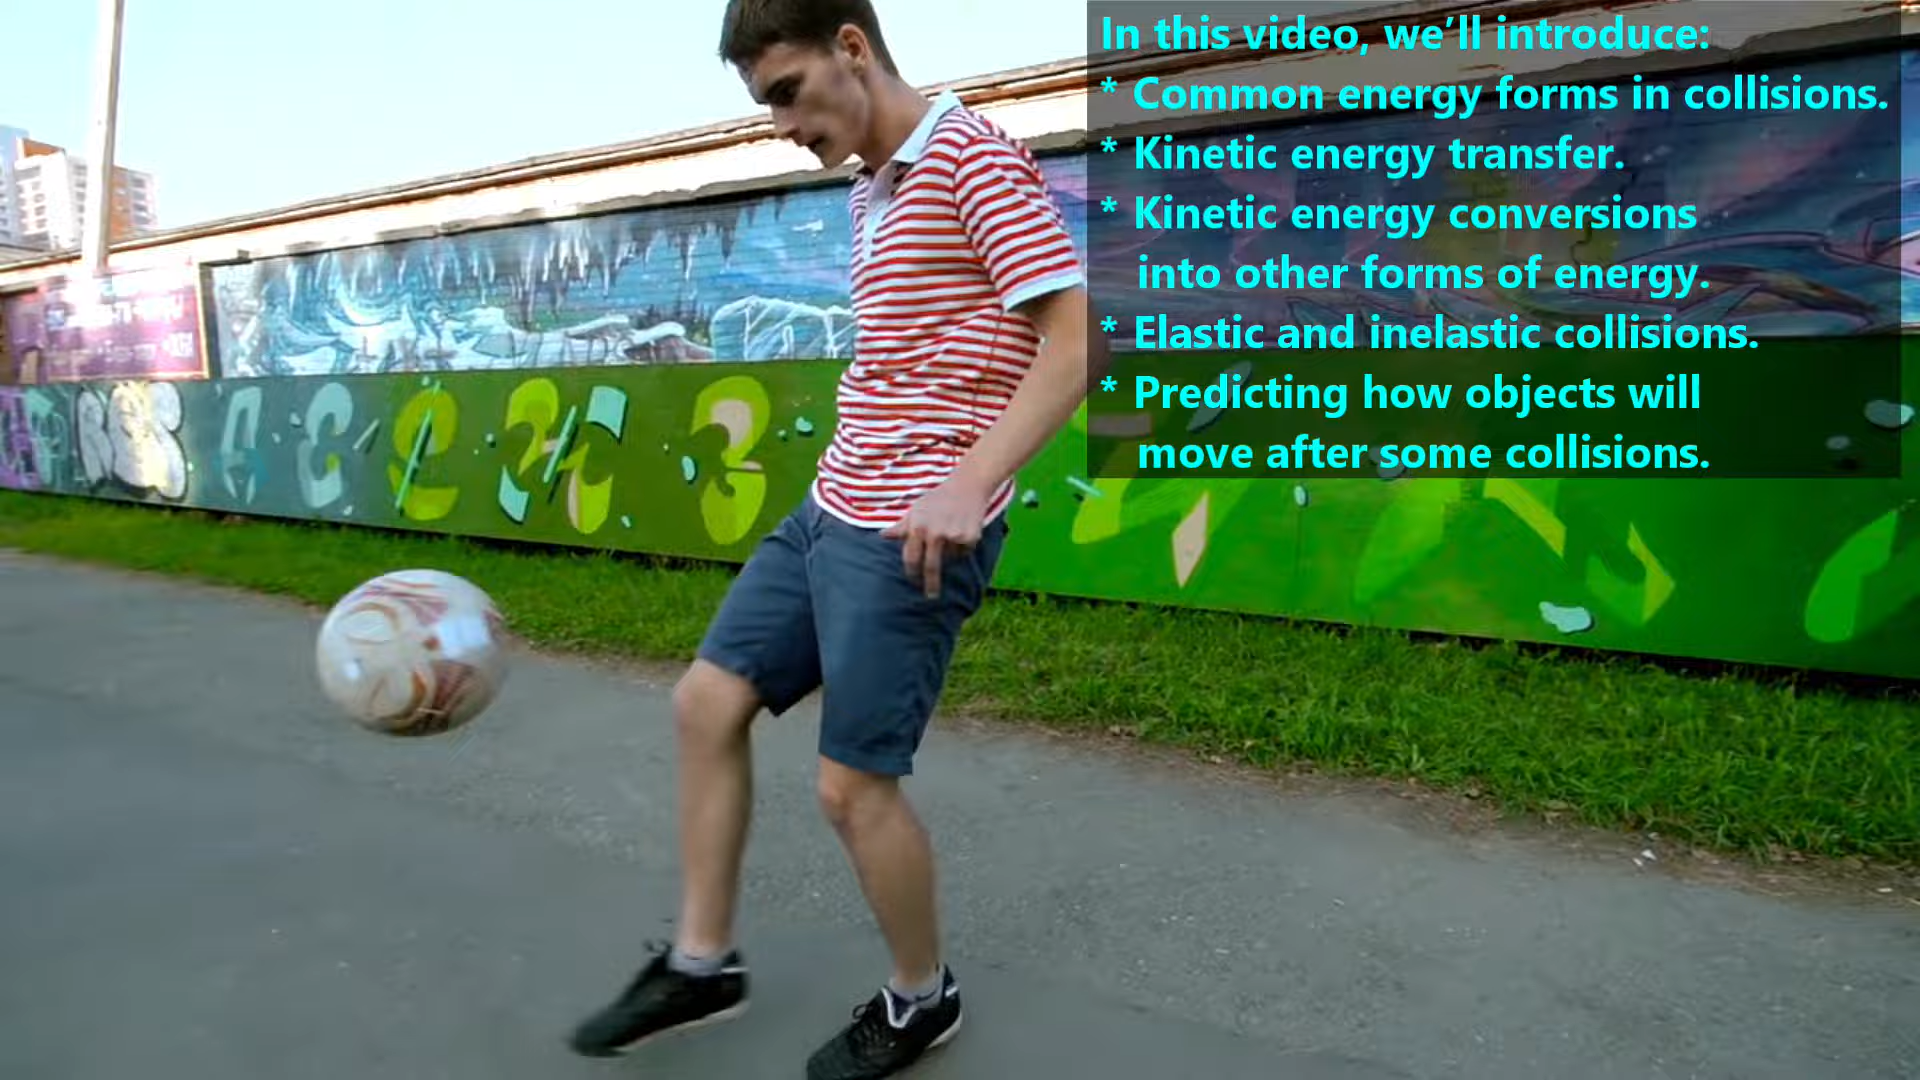 In this video, we’ll introduce:
* Common energy forms in collisions.
* Kinetic energy transfer.
* Kinetic energy conversions
into other forms of energy.
* Elastic and inelastic collisions.
* Predicting how objects will
move after some collisions.